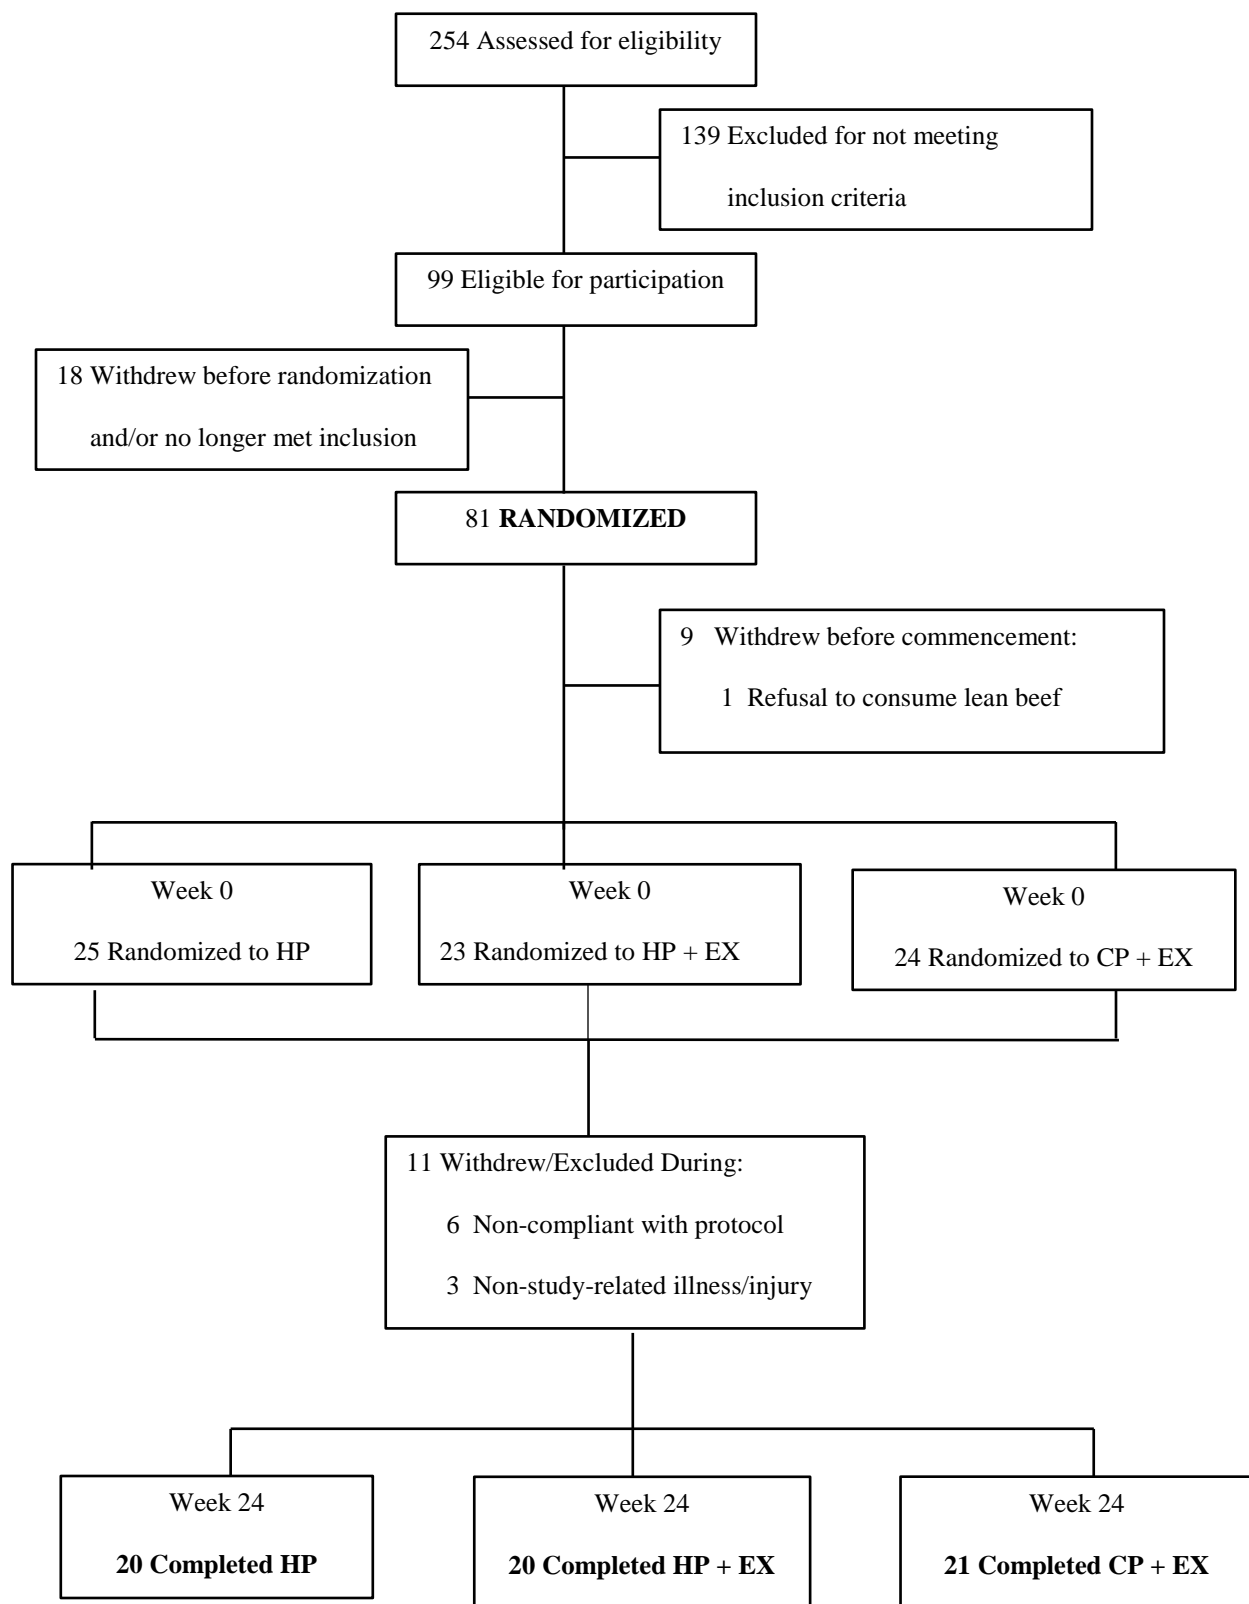 254 Assessed for eligibility
139 Excluded for not meeting
inclusion criteria
99 Eligible for participation
18 Withdrew before randomization
and/or no longer met inclusion
81 RANDOMIZED
9 Withdrew before commencement:
1 Refusal to consume lean beef
Week 0
25 Randomized to HP
Week 0
23 Randomized to HP + EX
Week 0
24 Randomized to CP + EX
11 Withdrew/Excluded During:
6 Non-compliant with protocol
3 Non-study-related illness/injury
Week 24
20 Completed HP
Week 24
20 Completed HP + EX
Week 24
21 Completed CP + EX